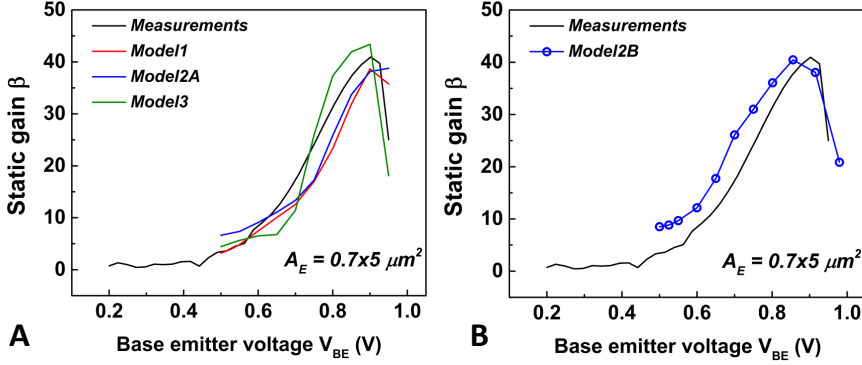 50
40
30
20
10
0
Static gain β
Measurements
Model1
Model2A
Model3
A_E = 0.7x5 μm²
0.2 0.4 0.6 0.8 1.0
Base emitter voltage V_BE (V)
A
50
40
30
20
10
0
Static gain β
Measurements
Model2B
A_E = 0.7x5 μm²
0.2 0.4 0.6 0.8 1.0
Base emitter voltage V_BE (V)
B